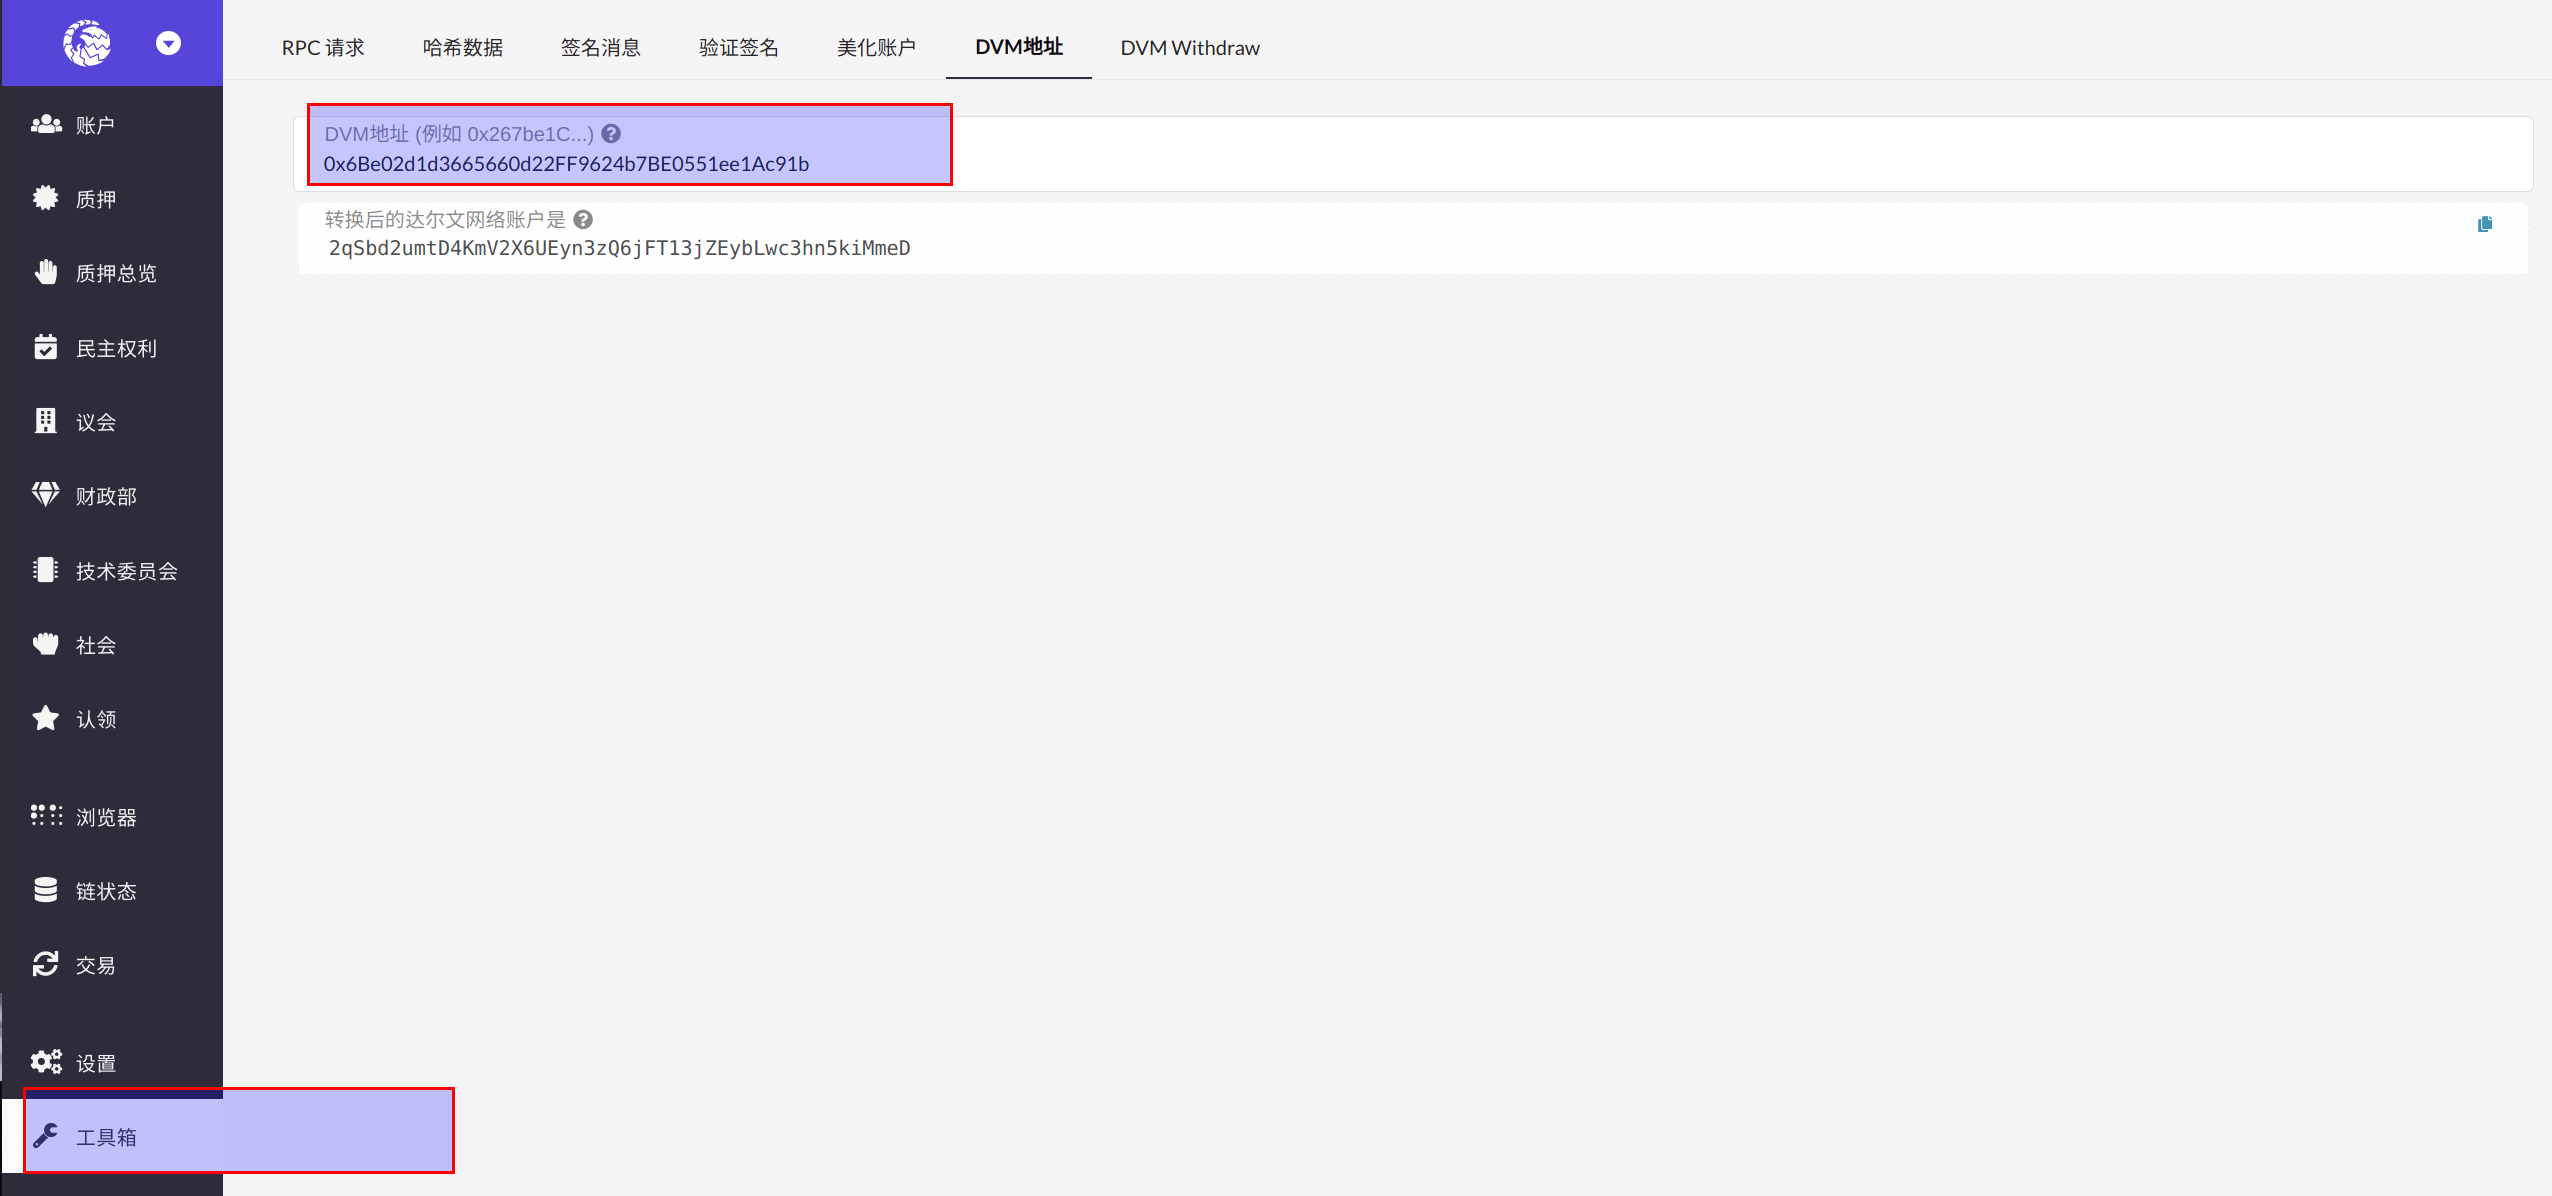 RPC 请求
哈希数据
签名消息
验证签名
美化账户
DVM地址
DVM Withdraw
账户
质押
质押总览
民主权利
议会
财政部
技术委员会
社会
认领
浏览器
链状态
交易
设置
工具箱
DVM地址 (例如 0x267be1C...)
0x6Be02d1d3665660d22FF9624b7BE0551ee1Ac91b
转换后的达尔文网络账户是
2qSbd2umtD4KmV2X6UEyn3zQ6jFT13jZEybLwc3hn5kiMmeD